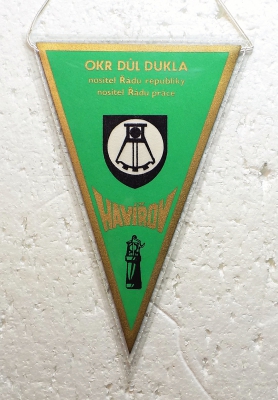 OKR DŮL DUKLA
nositel Řádu republiky
nositel Řádu práce
HAVÍŘOV